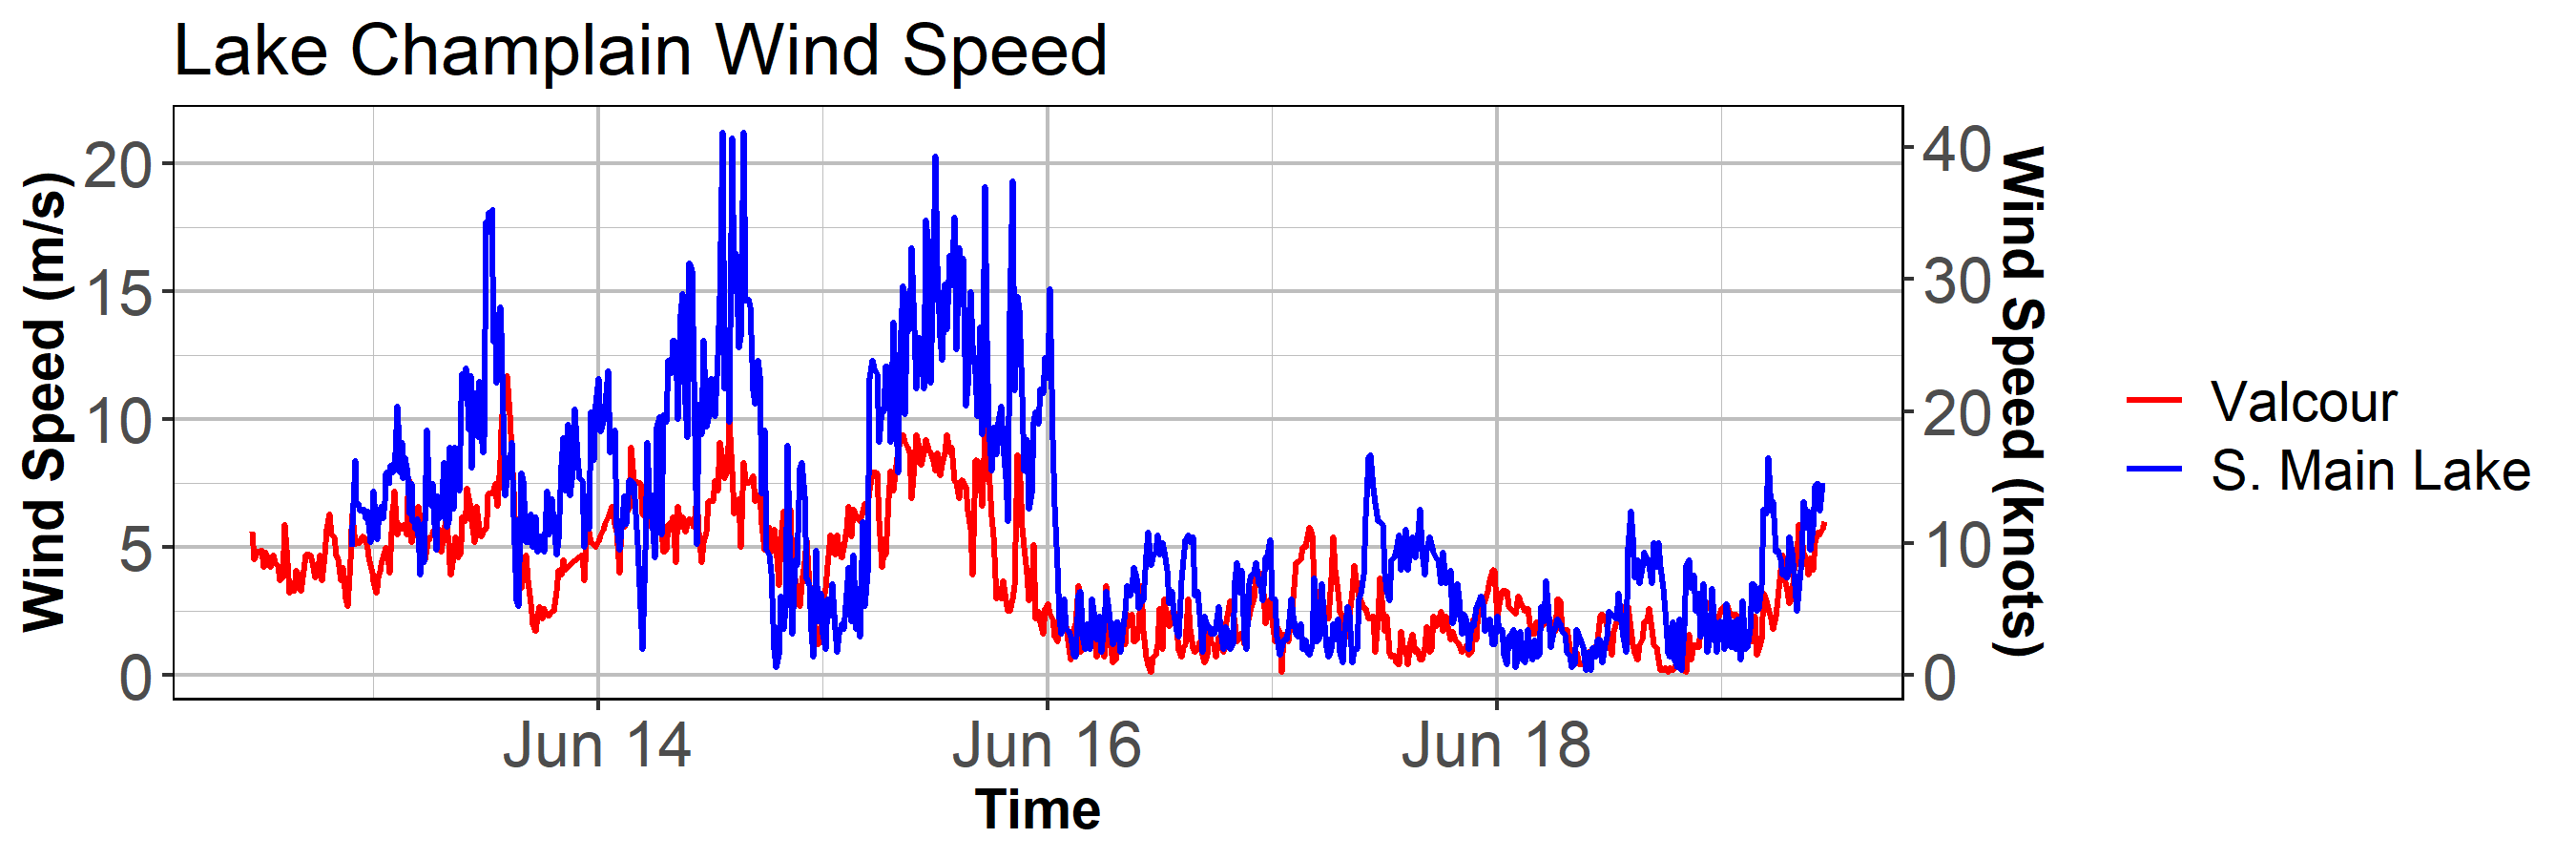 Lake Champlain Wind Speed
Wind Speed (m/s)
20
15
10
5
0
40
30
20
10
0
Wind Speed (knots)
Jun 14
Jun 16
Jun 18
Time
Valcour
S. Main Lake